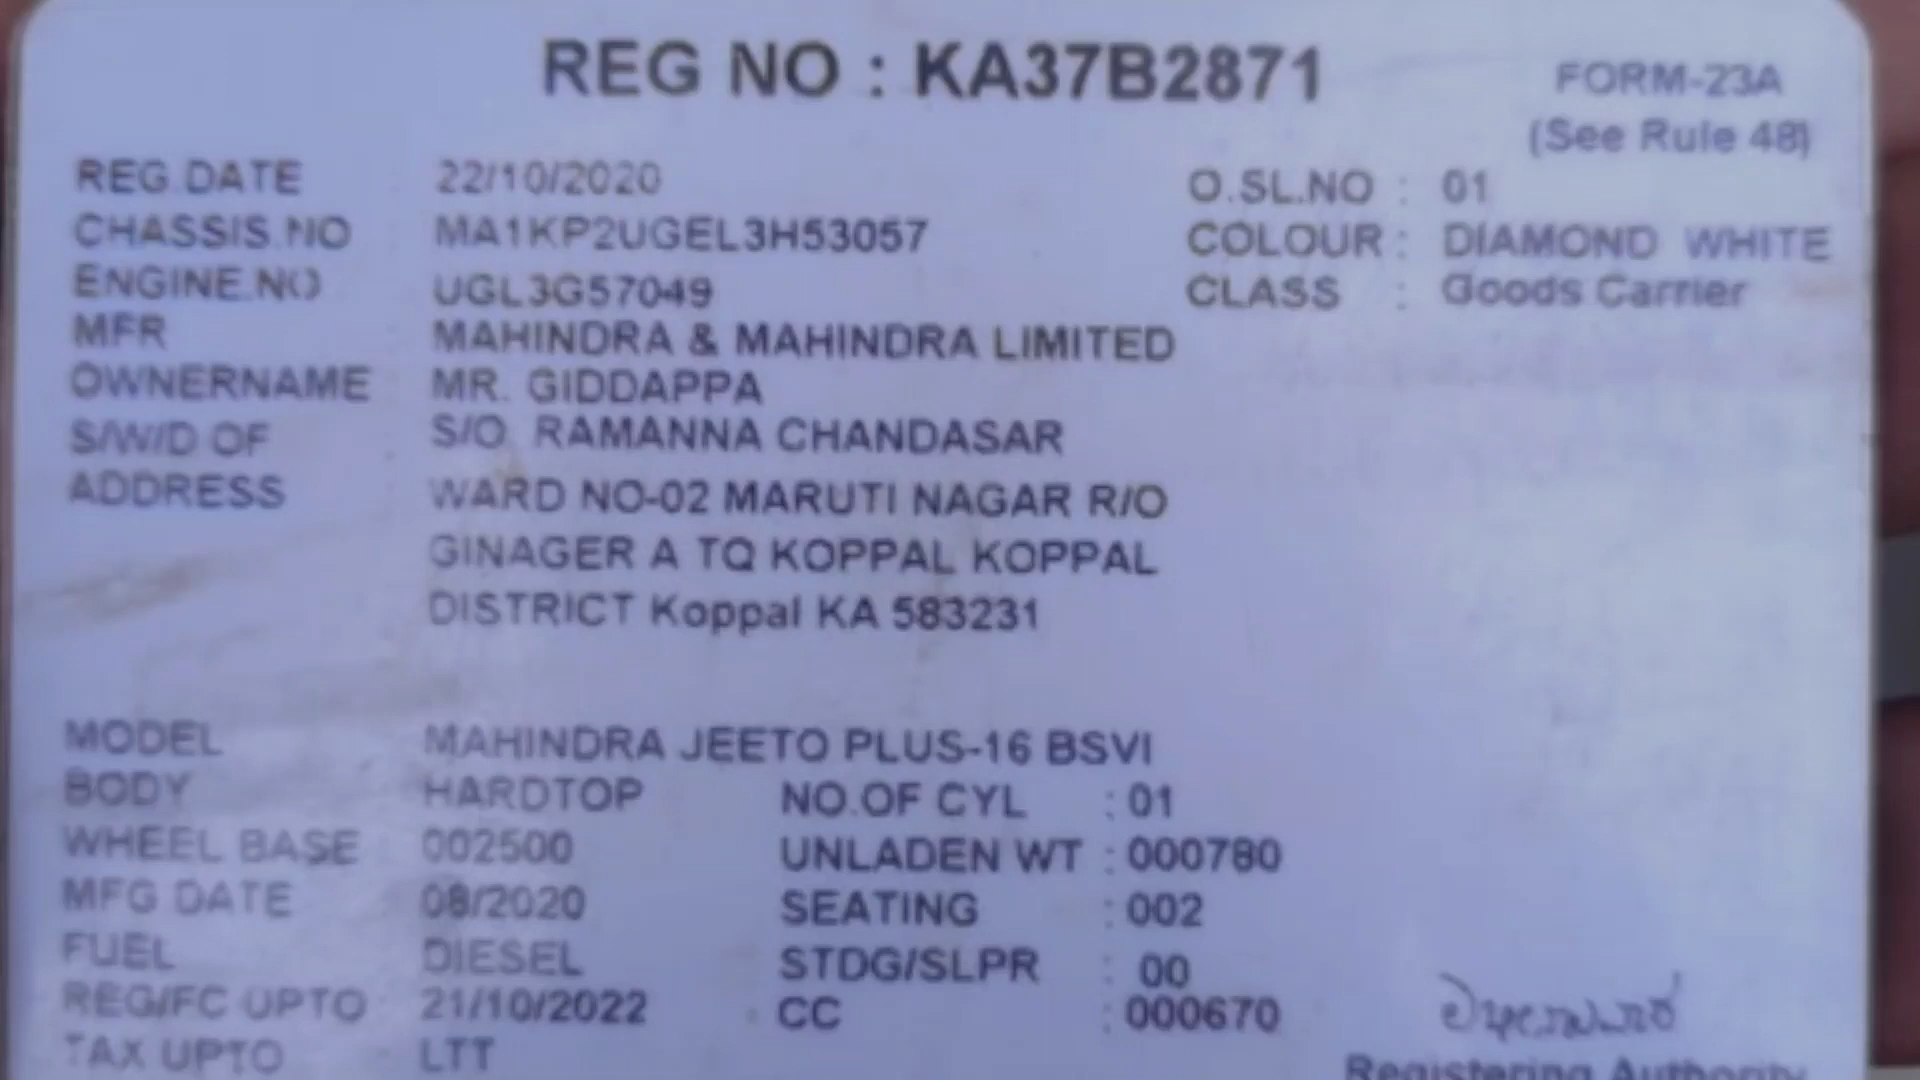 REG NO : KA37B2871
FORM-23A
(See Rule 48)
REG.DATE 22/10/2020 O.SL.NO : 01
CHASSIS.NO MA1KP2UGEL3H53057 COLOUR : DIAMOND WHITE
ENGINE.NO UGL3G57049 CLASS : Goods Carrier
MFR MAHINDRA & MAHINDRA LIMITED
OWNERNAME MR. GIDDAPPA
S/W/D OF S/O RAMANNA CHANDASAR
ADDRESS WARD NO-02 MARUTI NAGAR R/O
GINAGER A TQ KOPPAL KOPPAL
DISTRICT Koppal KA 583231
MODEL MAHINDRA JEETO PLUS-16 BSVI
BODY HARDTOP NO.OF CYL : 01
WHEEL BASE 002500 UNLADEN WT : 000780
MFG DATE 08/2020 SEATING : 002
FUEL DIESEL STDG/SLPR : 00
REG/FC UPTO 21/10/2022 CC : 000670
TAX UPTO LTT
Registering Authority